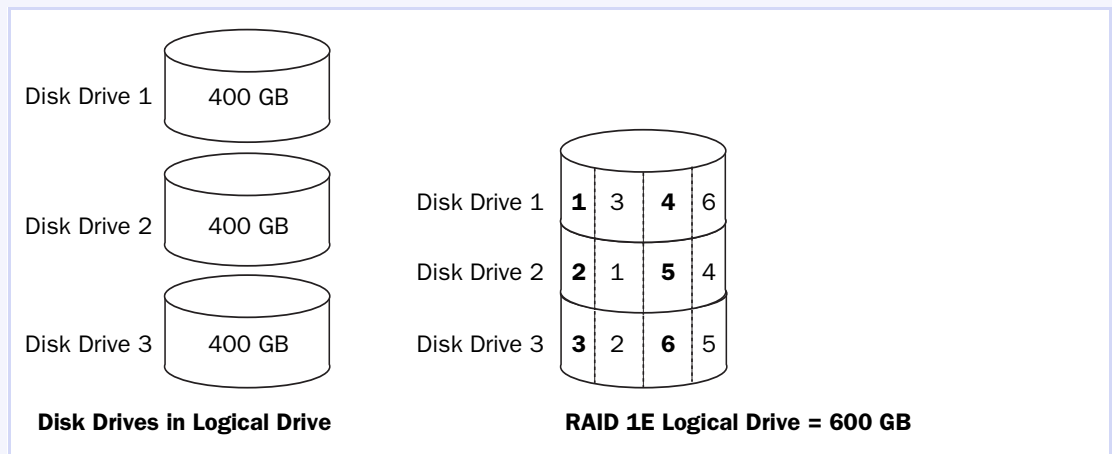 Disk Drive 1 400 GB
Disk Drive 2 400 GB
Disk Drive 3 400 GB
Disk Drives in Logical Drive
Disk Drive 1 1 3 4 6
Disk Drive 2 2 1 5 4
Disk Drive 3 3 2 6 5
RAID 1E Logical Drive = 600 GB